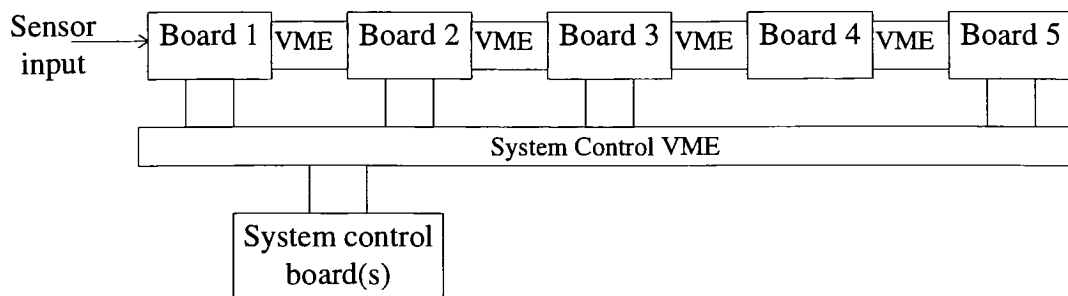 Sensor
input
Board 1
VME
Board 2
VME
Board 3
VME
Board 4
VME
Board 5
System Control VME
System control
board(s)